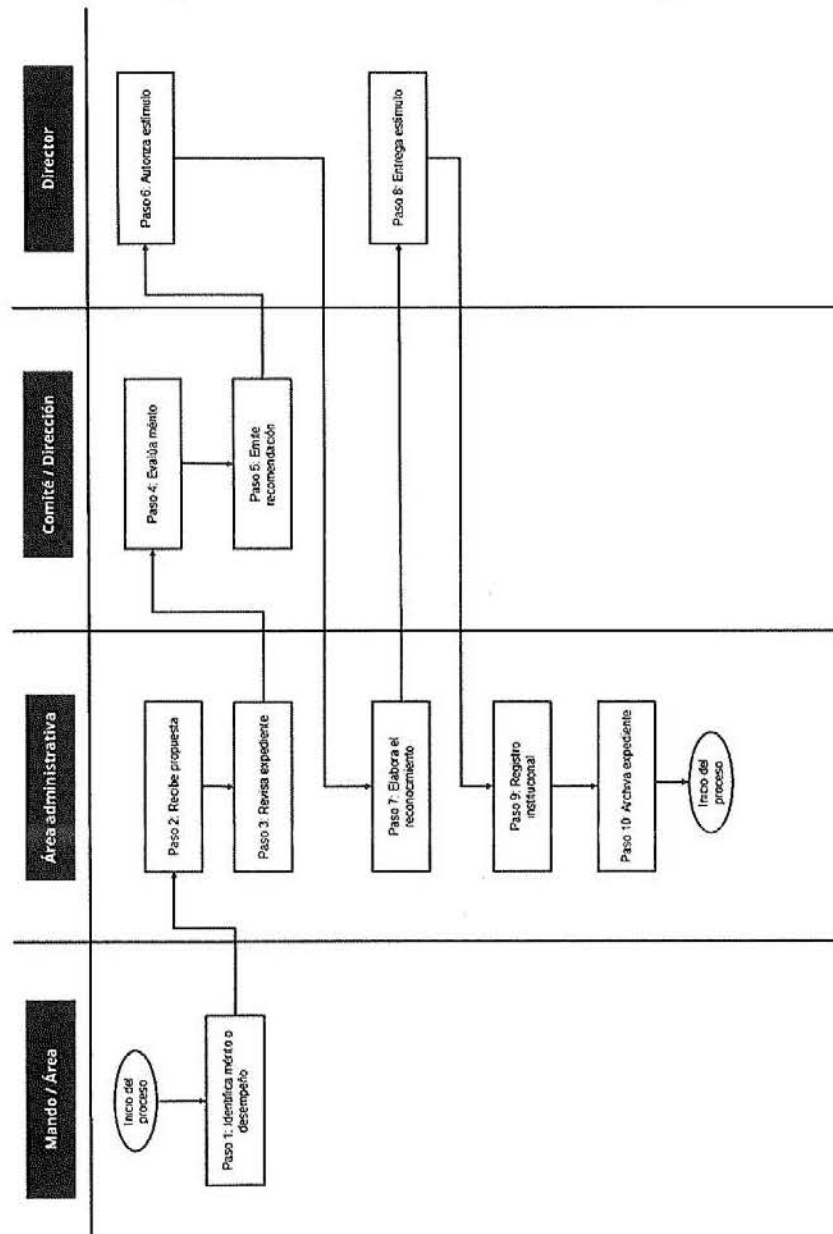 Mando / Área
Área administrativa
Comité / Dirección
Director
Inicio del
proceso
Paso 1: Identifica mérito o
desempeño
Paso 2: Recibe propuesta
Paso 3: Revisa expediente
Paso 4: Evalúa mérito
Paso 5: Emite
recomendación
Paso 6: Autoriza estímulo
Paso 7: Elabora el
reconocimiento
Paso 8: Entrega estímulo
Paso 9: Registro
institucional
Paso 10: Archiva expediente
Inicio del
proceso